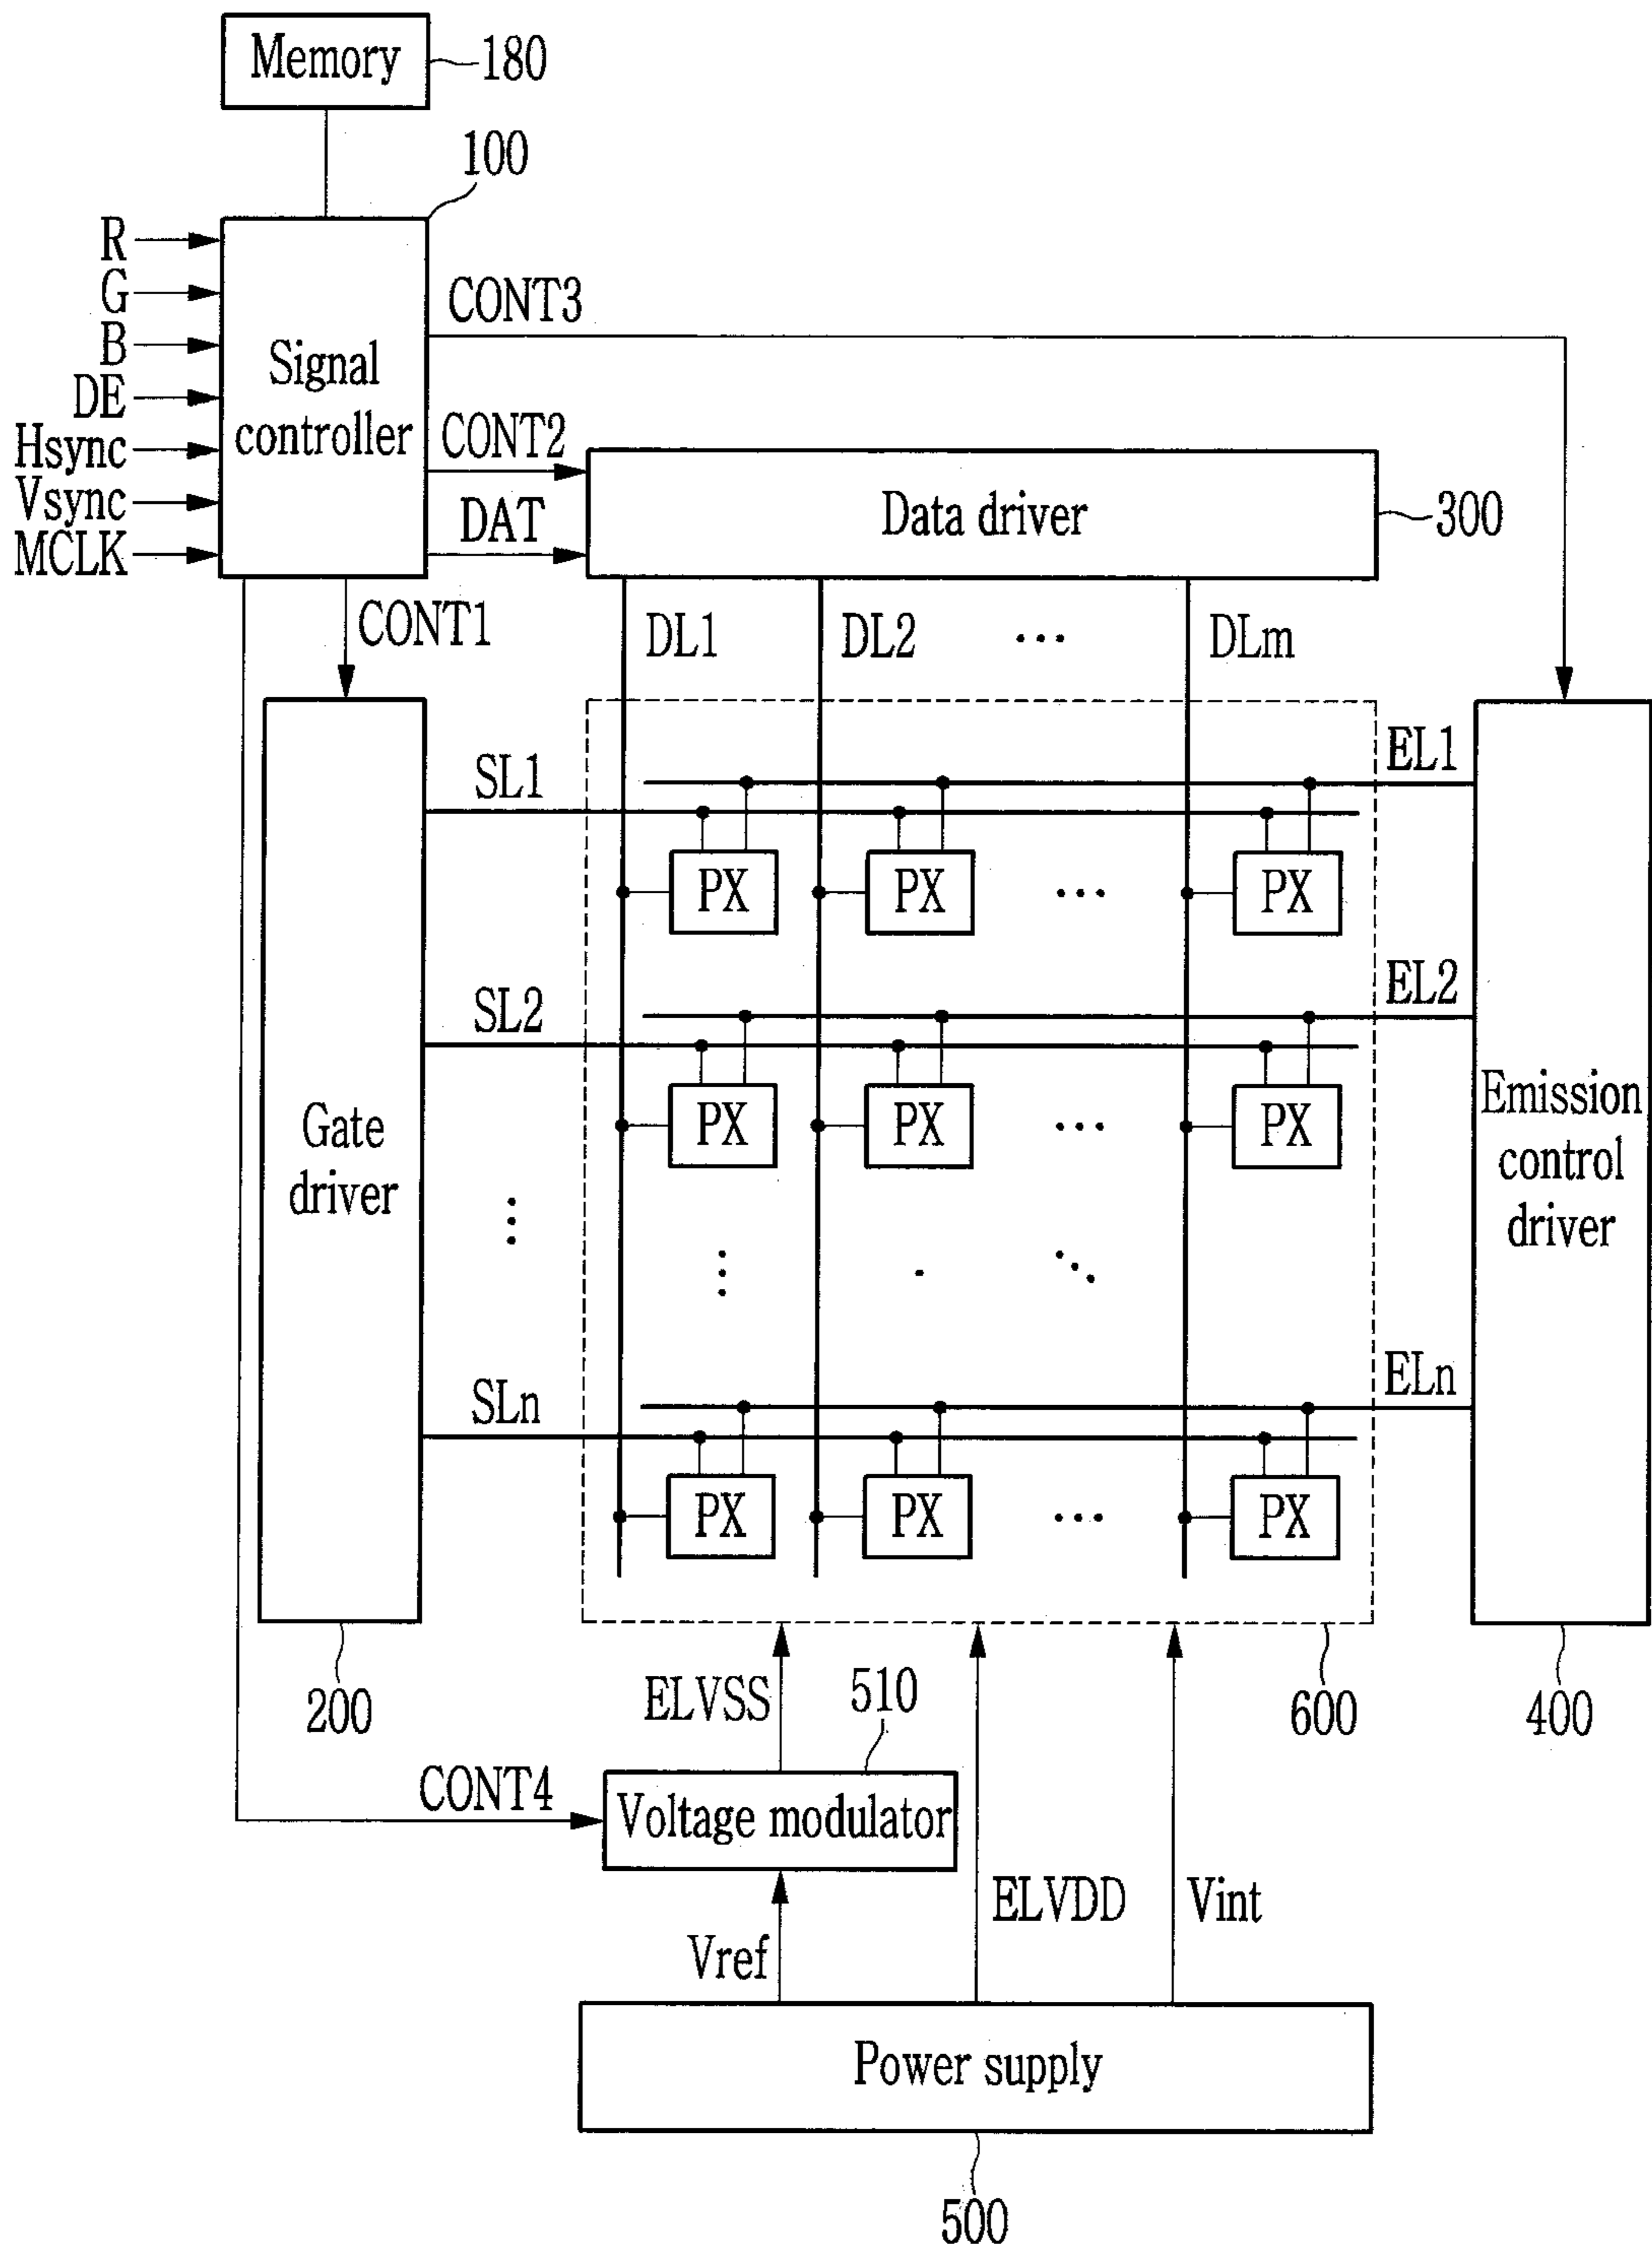 Memory
180
100
R
G
B
DE
Hsync
Vsync
MCLK
Signal
controller
CONT3
CONT2
DAT
CONT1
Data driver
300
DL1
DL2
...
DLm
SL1
EL1
PX
PX
...
PX
SL2
EL2
PX
PX
...
PX
Gate
driver
Emission
control
driver
SLn
ELn
PX
PX
...
PX
200
ELVSS
510
600
400
CONT4
Voltage modulator
Vref
ELVDD
Vint
Power supply
500